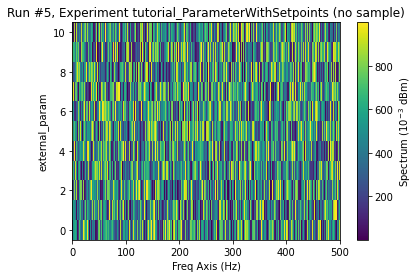 Run #5, Experiment tutorial_ParameterWithSetpoints (no sample)
10
8
6
4
2
0
external_param
0 100 200 300 400 500
Freq Axis (Hz)
800
600
400
200
Spectrum (10⁻³ dBm)